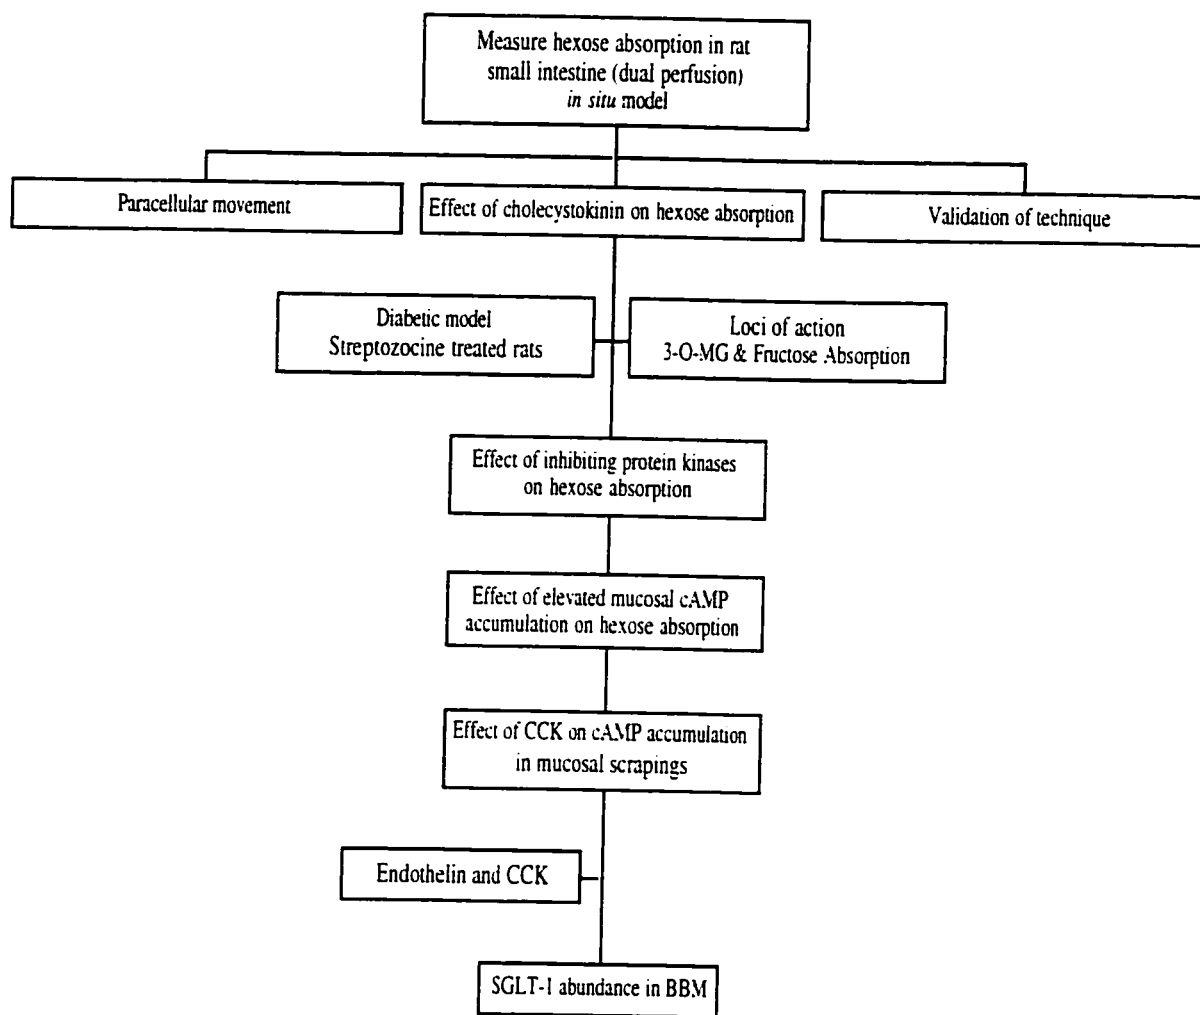 Measure hexose absorption in rat
small intestine (dual perfusion)
in situ model
Paracellular movement
Effect of cholecystokinin on hexose absorption
Validation of technique
Diabetic model
Streptozocine treated rats
Loci of action
3-O-MG & Fructose Absorption
Effect of inhibiting protein kinases
on hexose absorption
Effect of elevated mucosal cAMP
accumulation on hexose absorption
Effect of CCK on cAMP accumulation
in mucosal scrapings
Endothelin and CCK
SGLT-1 abundance in BBM